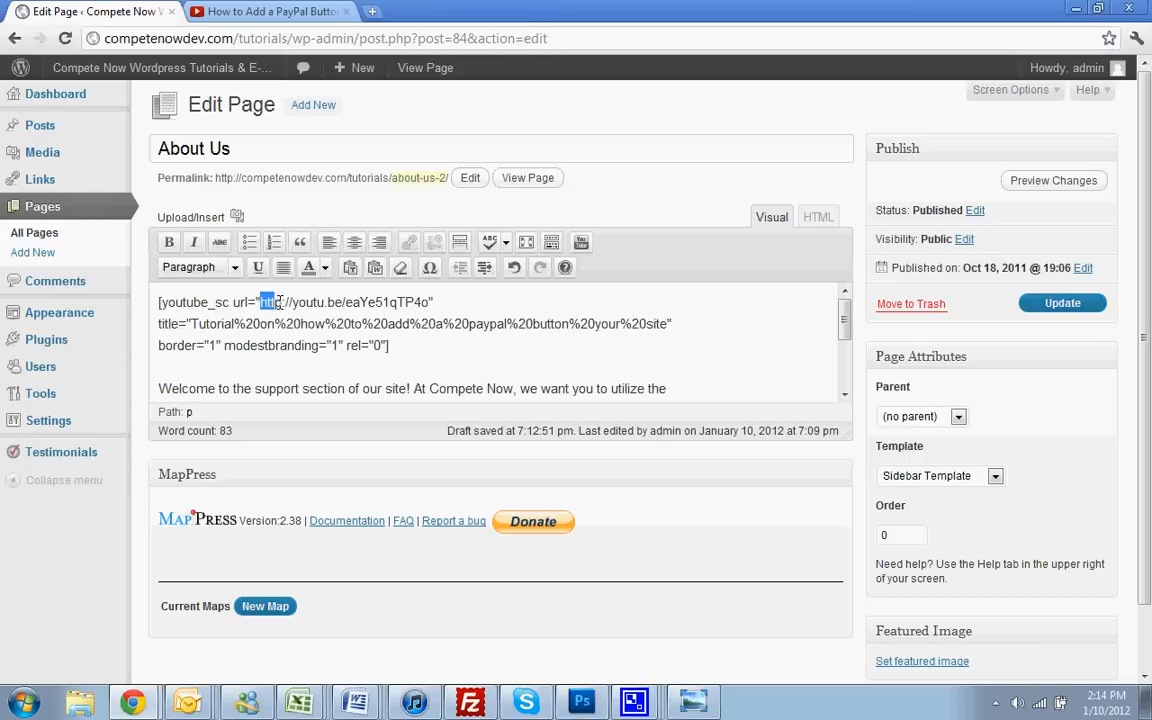 Edit Page ‹ Compete Now W
How to Add a PayPal Butto
competenowdev.com/tutorials/wp-admin/post.php?post=84&action=edit
Compete Now Wordpress Tutorials & E-...
New
View Page
Howdy, admin
Dashboard
Posts
Media
Links
Pages
All Pages
Add New
Comments
Appearance
Plugins
Users
Tools
Settings
Testimonials
Collapse menu
Edit Page
Add New
Screen Options
Help
About Us
Permalink: http://competenowdev.com/tutorials/about-us-2/
Edit
View Page
Upload/Insert
Visual
HTML
B I ABC
ABC
You Tube
Paragraph
U A
[youtube_sc url="http://youtu.be/eaYe51qTP4o"
title="Tutorial%20on%20how%20to%20add%20a%20paypal%20button%20your%20site"
border="1" modestbranding="1" rel="0"]
Welcome to the support section of our site! At Compete Now, we want you to utilize the
Path: p
Word count: 83
Draft saved at 7:12:51 pm. Last edited by admin on January 10, 2012 at 7:09 pm
MapPress
MapPress Version:2.38 | Documentation | FAQ | Report a bug
Donate
Current Maps
New Map
Publish
Preview Changes
Status: Published Edit
Visibility: Public Edit
Published on: Oct 18, 2011 @ 19:06 Edit
Move to Trash
Update
Page Attributes
Parent
(no parent)
Template
Sidebar Template
Order
0
Need help? Use the Help tab in the upper right
of your screen.
Featured Image
Set featured image
2:14 PM
1/10/2012